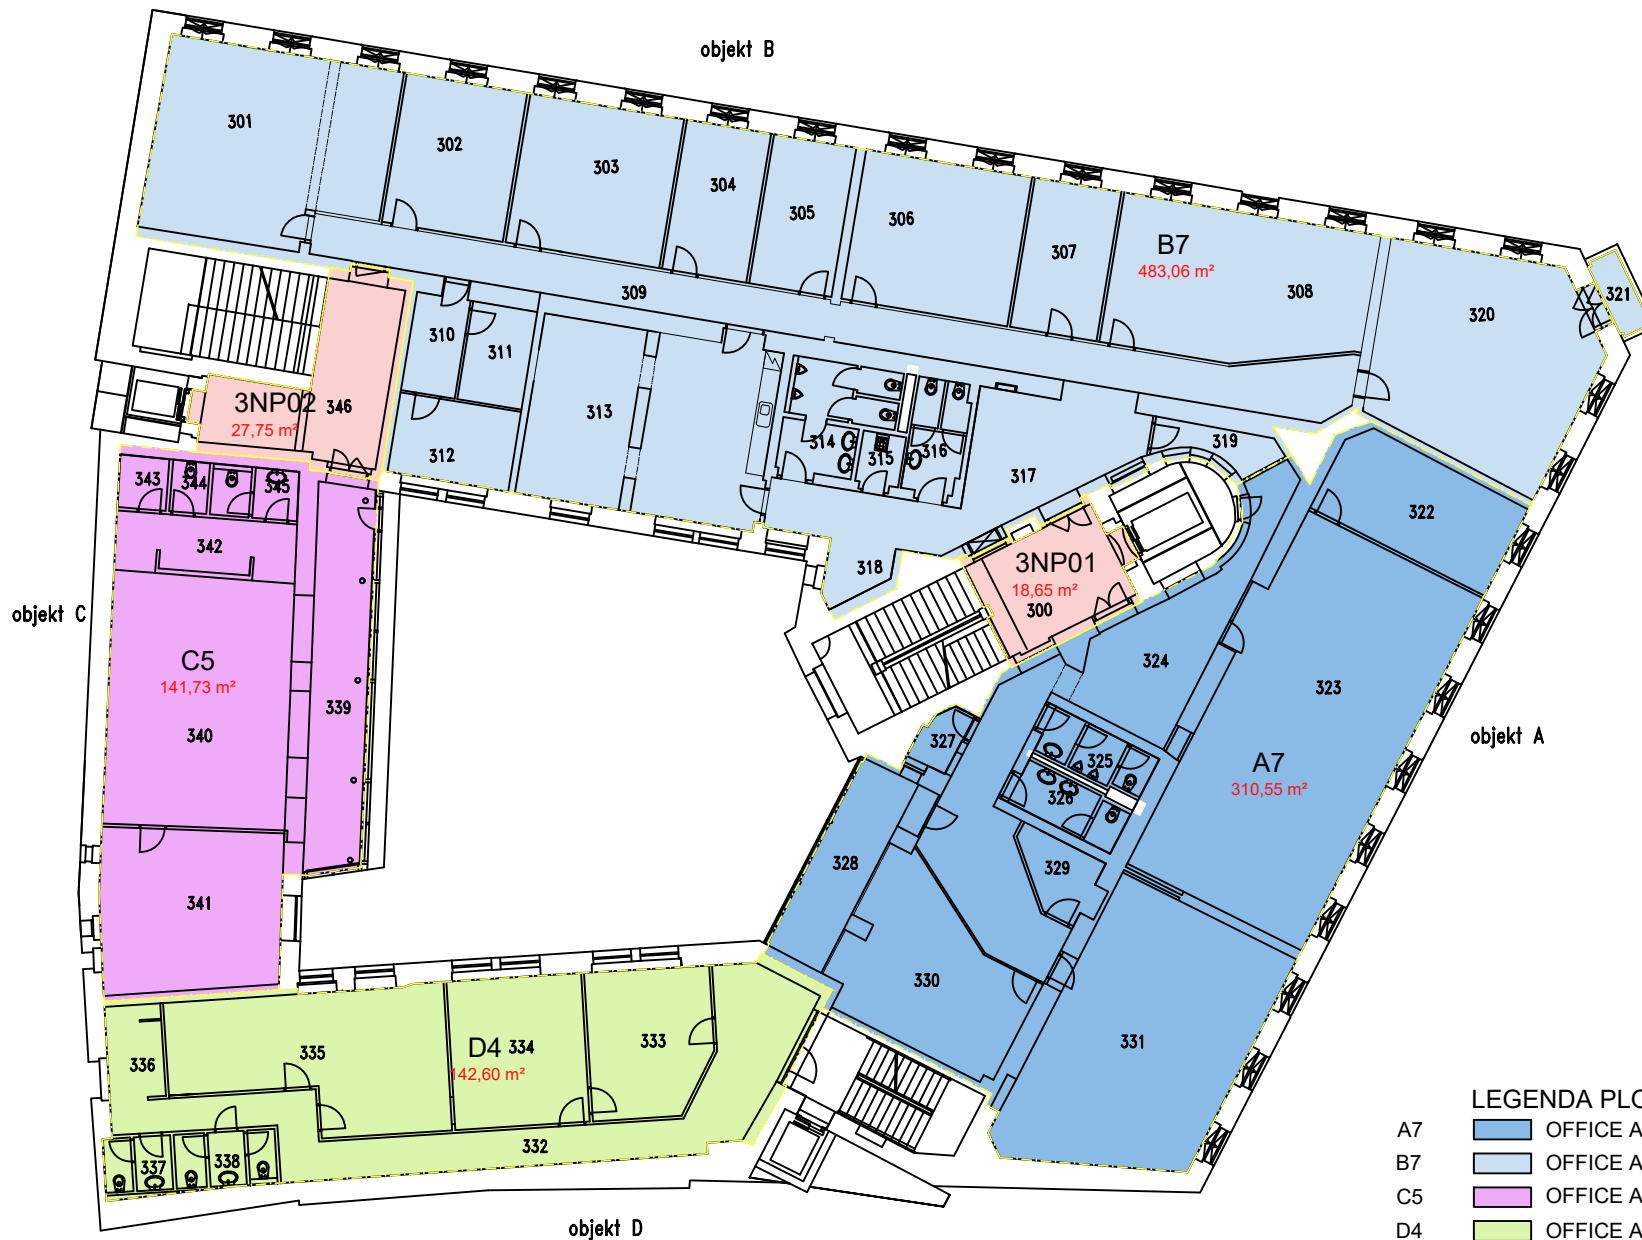 objekt B
301
302
303
304
305
306
307
B7
483,06 m²
308
320
321
309
310
311
312
313
314
315
316
317
318
319
3NP02
27,75 m²
346
343
344
345
342
objekt C
C5
141,73 m²
340
339
341
3NP01
18,65 m²
300
322
323
324
objekt A
A7
310,55 m²
325
326
327
328
329
330
331
D4
142,60 m²
333
334
335
336
332
337
338
objekt D
LEGENDA PLO
A7 OFFICE A
B7 OFFICE A
C5 OFFICE A
D4 OFFICE A